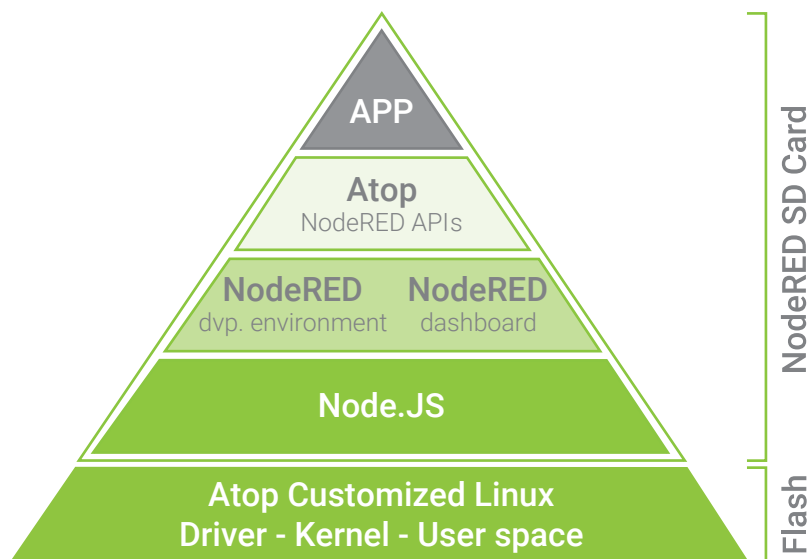 APP
Atop
NodeRED APIs
NodeRED NodeRED
dvp. environment dashboard
Node.JS
Atop Customized Linux
Driver - Kernel - User space
NodeRED SD Card
Flash